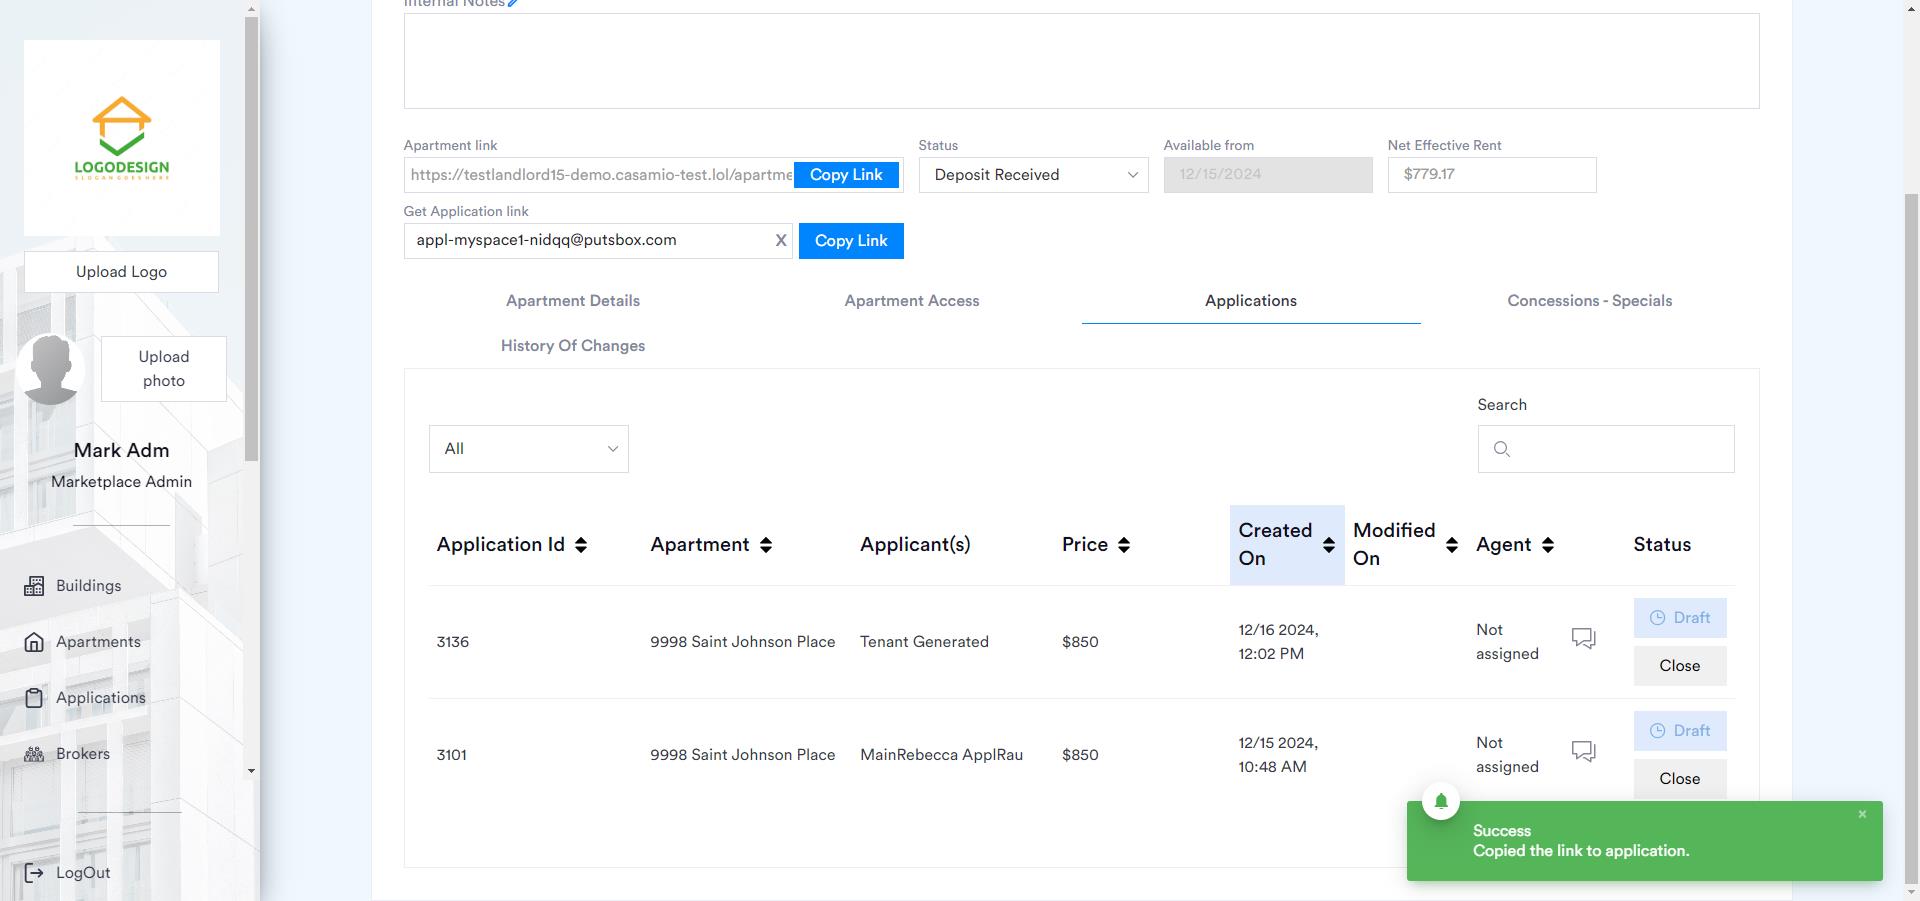 Internal Notes
Apartment link
Status
Available from
Net Effective Rent
https://testlandlord15-demo.casamio-test.lol/apartme
Copy Link
Deposit Received
12/15/2024
$779.17
Get Application link
appl-myspace1-nidqq@putsbox.com
X
Copy Link
Apartment Details
Apartment Access
Applications
Concessions - Specials
History Of Changes
Search
All
Application Id
Apartment
Applicant(s)
Price
Created
On
Modified
On
Agent
Status
3136
9998 Saint Johnson Place
Tenant Generated
$850
12/16 2024,
12:02 PM
Not
assigned
Draft
Close
3101
9998 Saint Johnson Place
MainRebecca ApplRau
$850
12/15 2024,
10:48 AM
Not
assigned
Draft
Close
Success
Copied the link to application.
×
LOGODESIGN
SLOGANGOESHERE
Upload Logo
Upload
photo
Mark Adm
Marketplace Admin
Buildings
Apartments
Applications
Brokers
LogOut